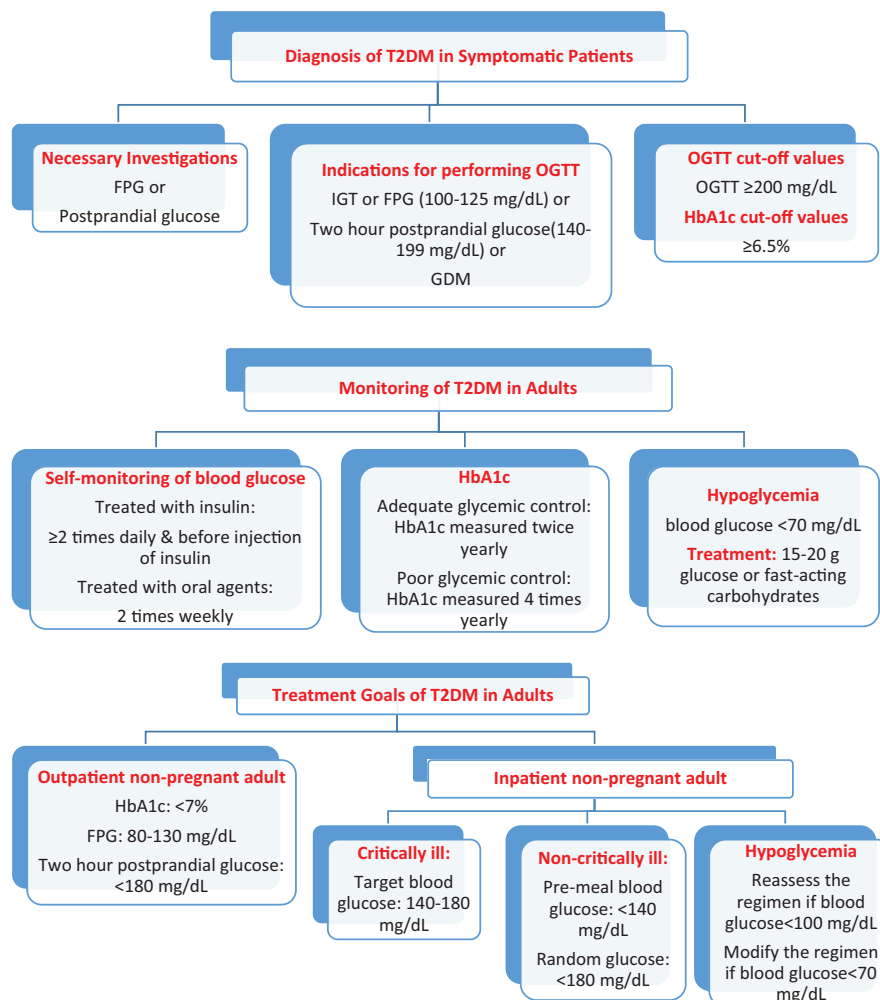 Diagnosis of T2DM in Symptomatic Patients
Necessary Investigations
FPG or
Postprandial glucose
Indications for performing OGTT
IGT or FPG (100-125 mg/dL) or
Two hour postprandial glucose(140-
199 mg/dL) or
GDM
OGTT cut-off values
OGTT ≥200 mg/dL
HbA1c cut-off values
≥6.5%
Monitoring of T2DM in Adults
Self-monitoring of blood glucose
Treated with insulin:
≥2 times daily & before injection
of insulin
Treated with oral agents:
2 times weekly
HbA1c
Adequate glycemic control:
HbA1c measured twice
yearly
Poor glycemic control:
HbA1c measured 4 times
yearly
Hypoglycemia
blood glucose <70 mg/dL
Treatment: 15-20 g
glucose or fast-acting
carbohydrates
Treatment Goals of T2DM in Adults
Outpatient non-pregnant adult
HbA1c: <7%
FPG: 80-130 mg/dL
Two hour postprandial glucose:
<180 mg/dL
Inpatient non-pregnant adult
Critically ill:
Target blood
glucose: 140-180
mg/dL
Non-critically ill:
Pre-meal blood
glucose: <140
mg/dL
Random glucose:
<180 mg/dL
Hypoglycemia
Reassess the
regimen if blood
glucose<100 mg/dL
Modify the regimen
if blood glucose<70
mg/dL